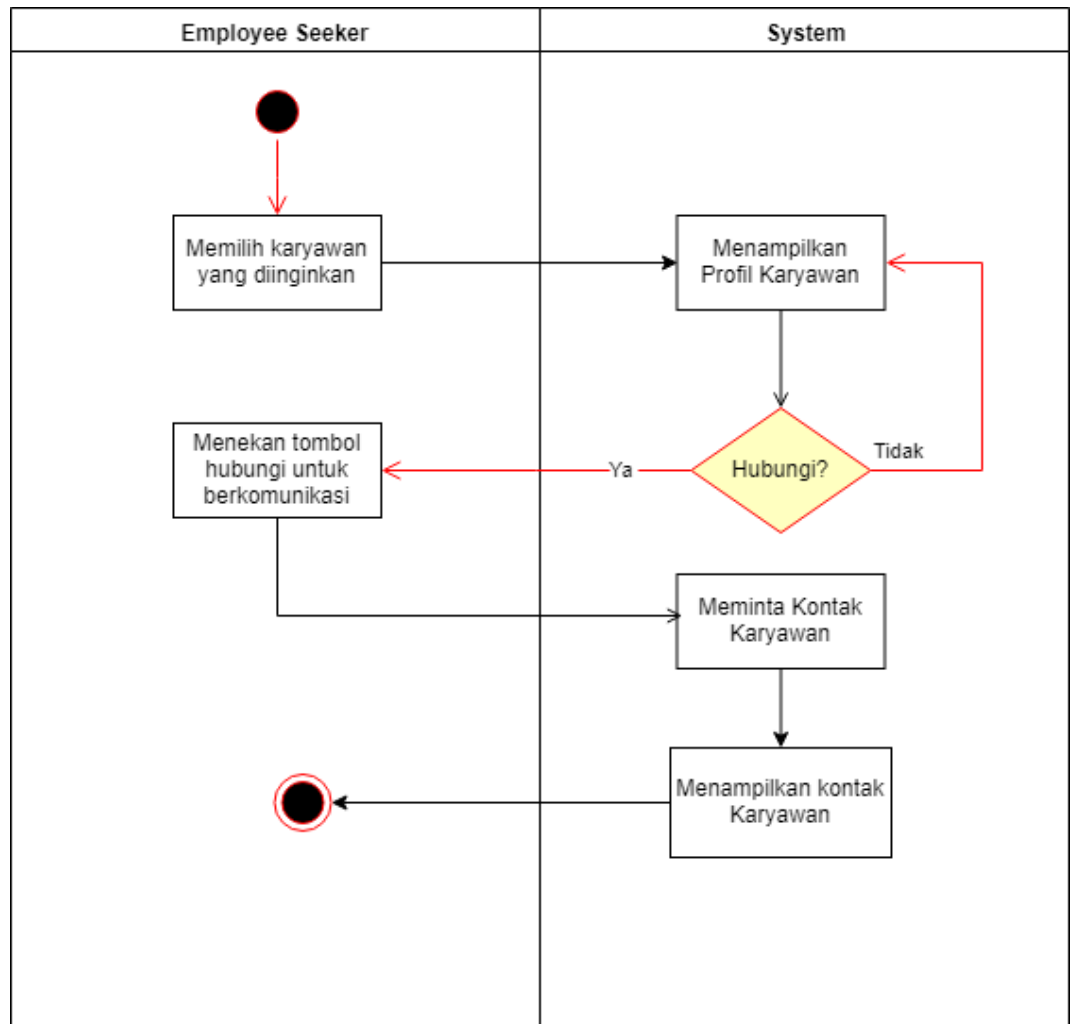 Employee Seeker
System
Memilih karyawan
yang diinginkan
Menampilkan
Profil Karyawan
Menekan tombol
hubungi untuk
berkomunikasi
Ya
Hubungi?
Tidak
Meminta Kontak
Karyawan
Menampilkan kontak
Karyawan